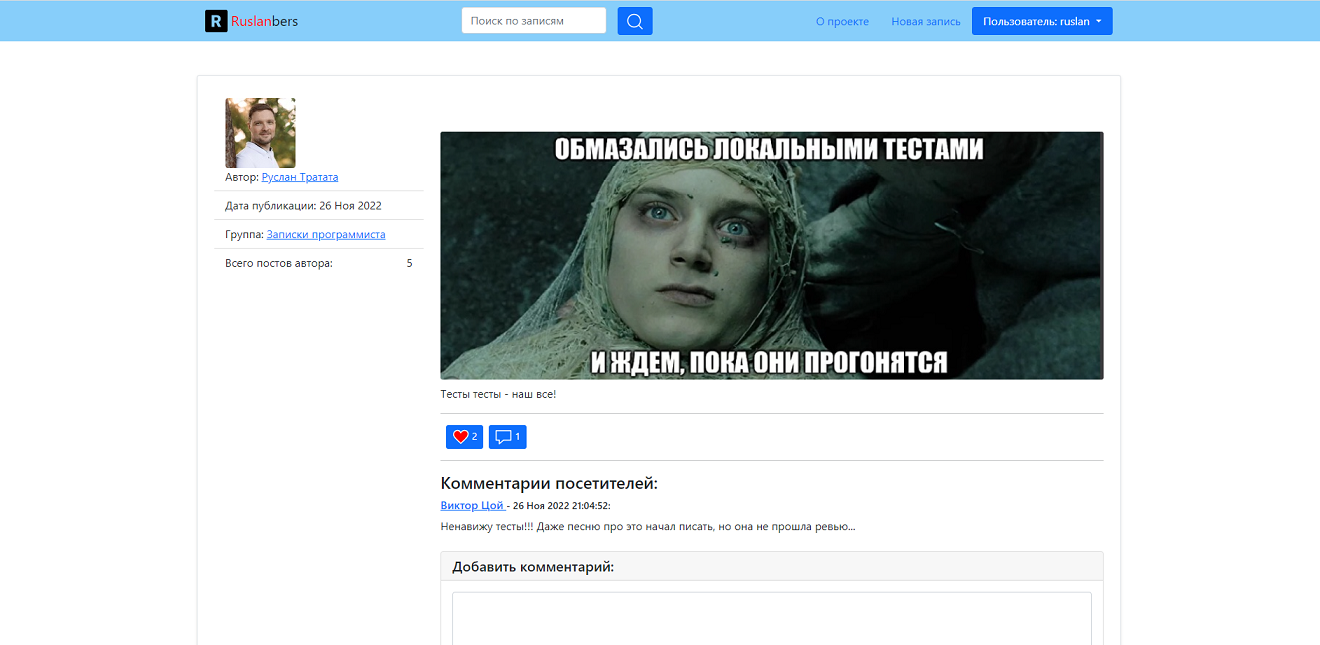 R Ruslanbers
Поиск по записям
О проекте
Новая запись
Пользователь: ruslan
Автор: Руслан Тратата
Дата публикации: 26 Ноя 2022
Группа: Записки программиста
Всего постов автора: 5
ОБМАЗАЛИСЬ ЛОКАЛЬНЫМИ ТЕСТАМИ
И ЖДЕМ, ПОКА ОНИ ПРОГОНЯТСЯ
Тесты тесты - наш все!
2
1
Комментарии посетителей:
Виктор Цой - 26 Ноя 2022 21:04:52:
Ненавижу тесты!!! Даже песню про это начал писать, но она не прошла ревью...
Добавить комментарий: